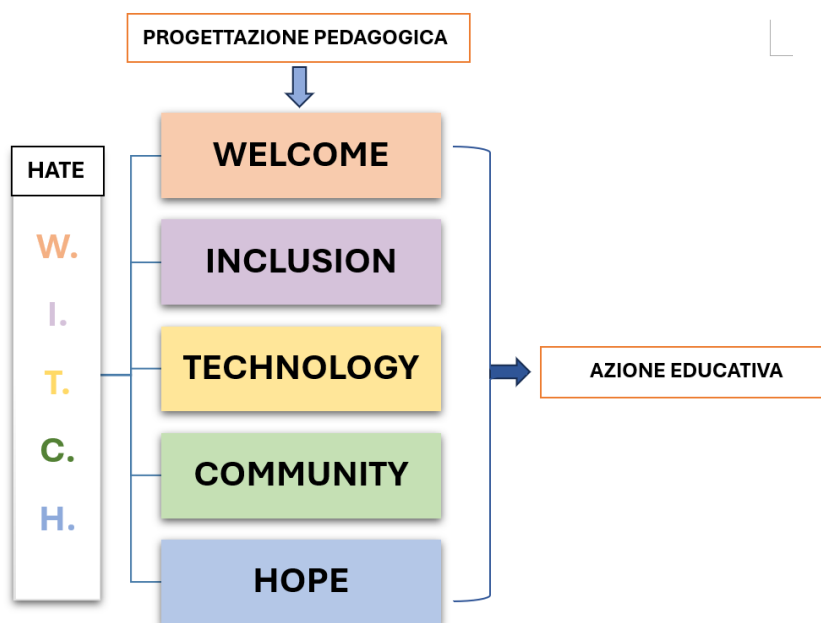 PROGETTAZIONE PEDAGOGICA
HATE
W.
I.
T.
C.
H.
WELCOME
INCLUSION
TECHNOLOGY
COMMUNITY
HOPE
AZIONE EDUCATIVA